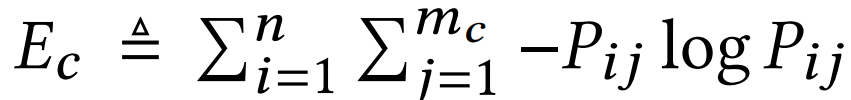 E_c ≜ ∑_{i=1}^{n} ∑_{j=1}^{m_c} −P_{ij} log P_{ij}